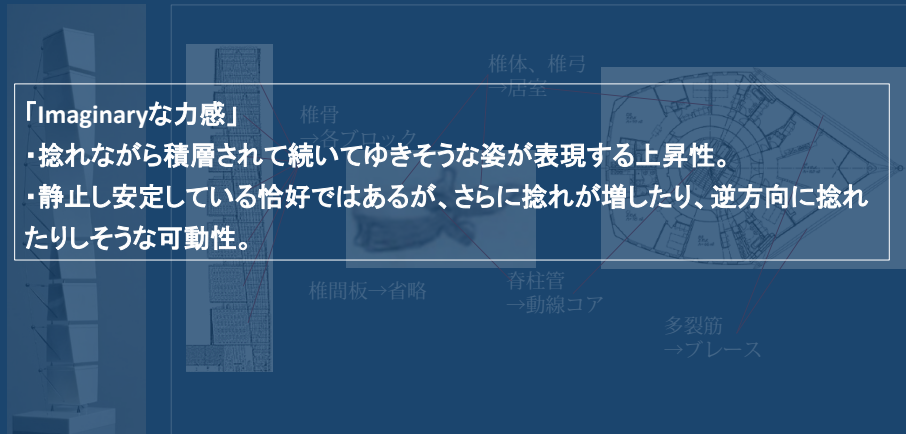 椎体、椎弓
→居室
椎骨
→各ブロック
「Imaginaryな力感」
・捻れながら積層されて続いてゆきそうな姿が表現する上昇性。
・静止し安定している恰好ではあるが、さらに捻れが増したり、逆方向に捻れ
たりしそうな可動性。
椎間板→省略
脊柱管
→動線コア
多裂筋
→ブレース